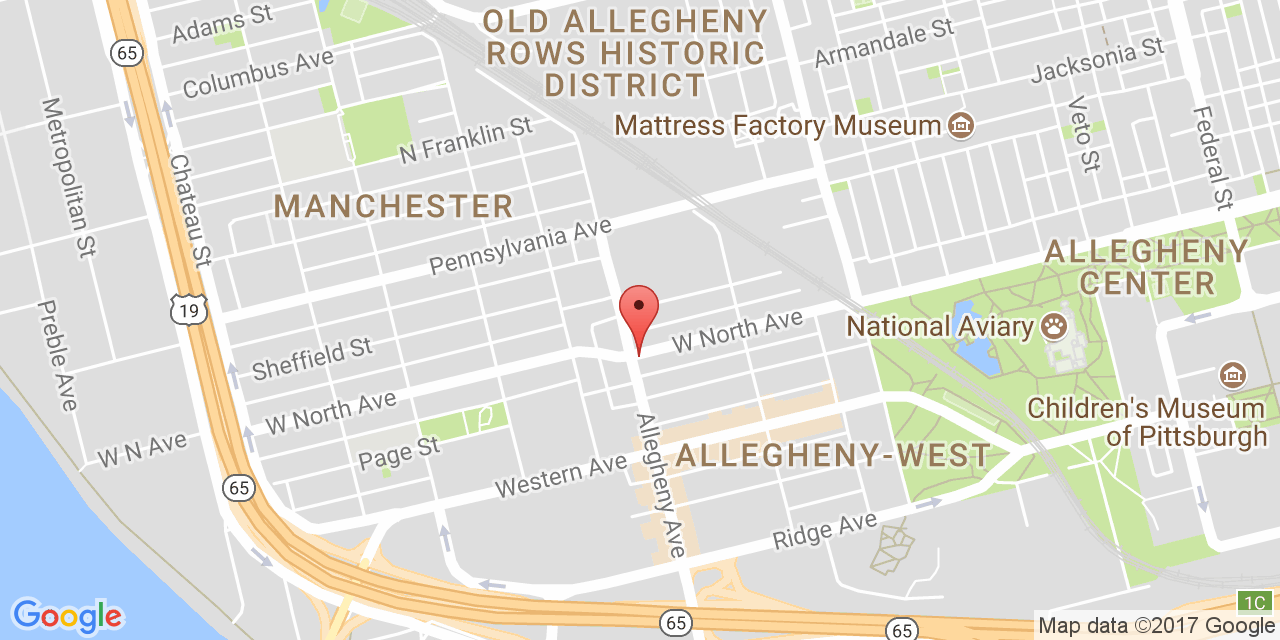 OLD ALLEGHENY
ROWS HISTORIC
DISTRICT
Adams St
65
Columbus Ave
Armandale St
Jacksonia St
Metropolitan St
Mattress Factory Museum
Veto St
Federal St
N Franklin St
Chateau St
MANCHESTER
Pennsylvania Ave
ALLEGHENY
CENTER
19
Preble Ave
National Aviary
W North Ave
Sheffield St
Children's Museum
of Pittsburgh
W North Ave
W N Ave
Page St
Allegheny Ave
ALLEGHENY-WEST
Western Ave
65
Ridge Ave
Google
65
65
1C
Map data ©2017 Google